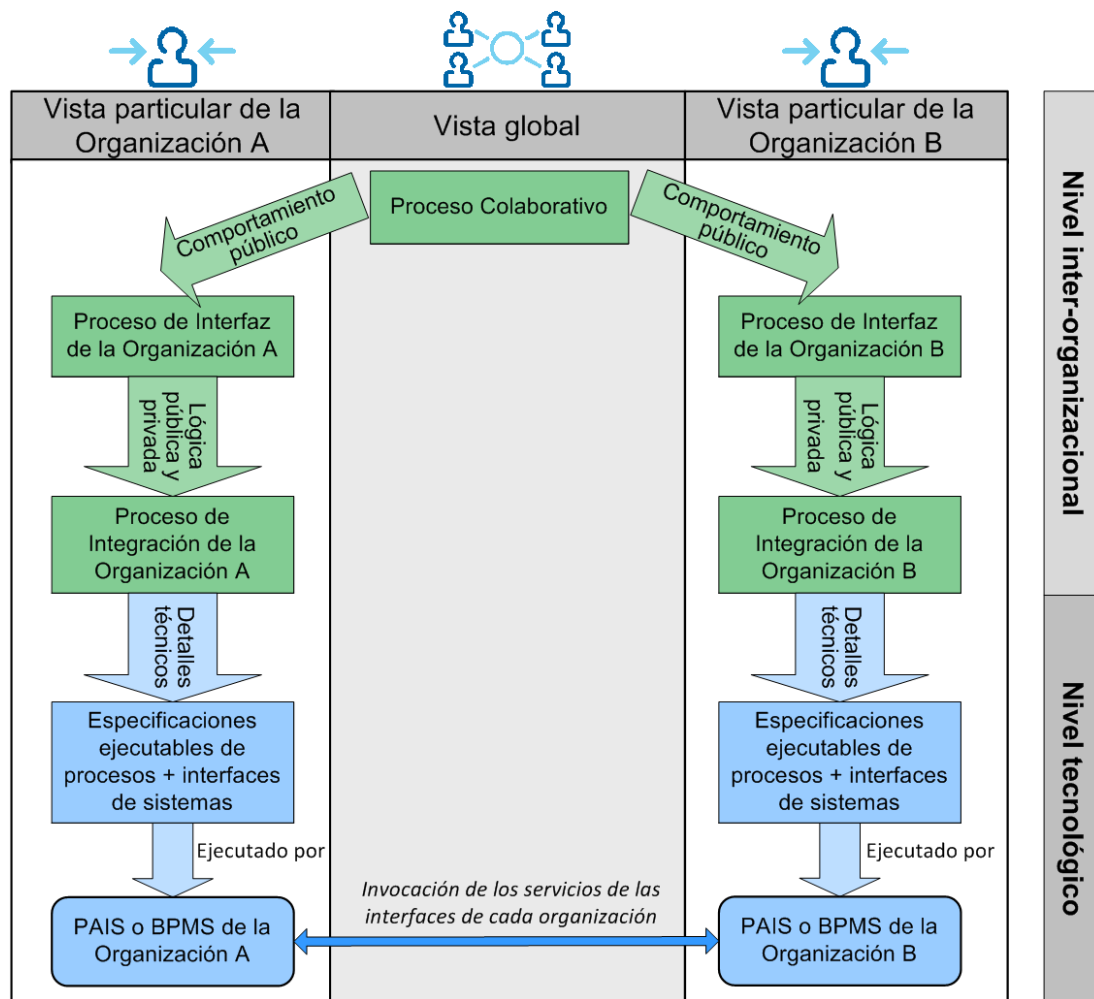 Vista particular de la
Organización A
Vista global
Vista particular de la
Organización B
Proceso Colaborativo
Comportamiento
público
Comportamiento
público
Proceso de Interfaz
de la Organización A
Proceso de Interfaz
de la Organización B
Lógica
pública y
privada
Lógica
pública y
privada
Proceso de
Integración de la
Organización A
Proceso de
Integración de la
Organización B
Detalles
técnicos
Detalles
técnicos
Especificaciones
ejecutables de
procesos + interfaces
de sistemas
Especificaciones
ejecutables de
procesos + interfaces
de sistemas
Ejecutado por
Ejecutado por
PAIS o BPMS de la
Organización A
Invocación de los servicios de las
interfaces de cada organización
PAIS o BPMS de la
Organización B
Nivel inter-organizacional
Nivel tecnológico